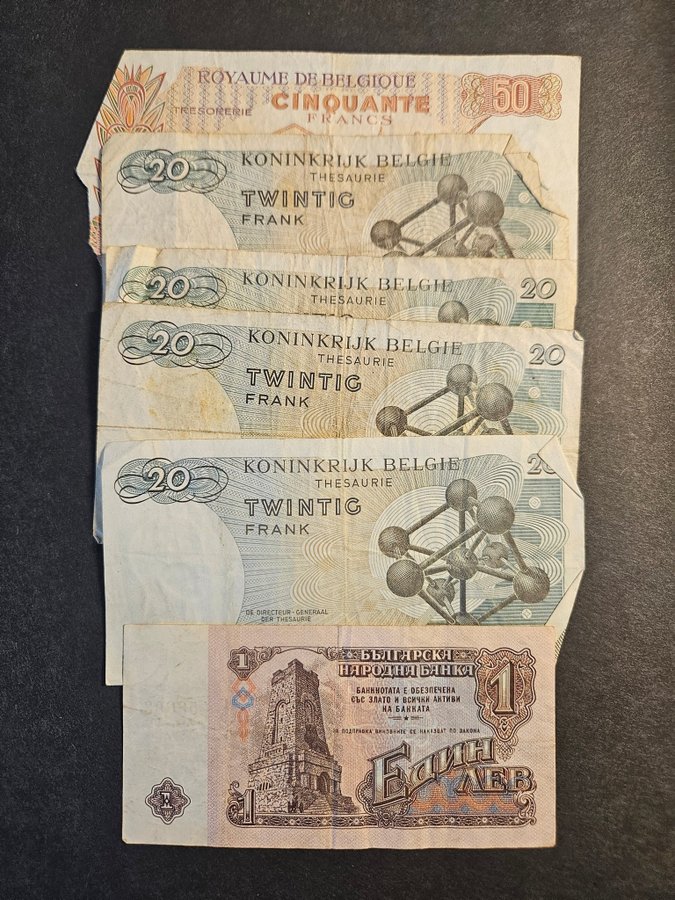 ROYAUME DE BELGIQUE
TRESORERIE
CINQUANTE
FRANCS
50
20
KONINKRIJK BELGIE
THESAURIE
TWINTIG
FRANK
20
KONINKRIJK BELGIE
THESAURIE
20
20
KONINKRIJK BELGIE
THESAURIE
20
TWINTIG
FRANK
20
KONINKRIJK BELGIE
THESAURIE
TWINTIG
FRANK
DE DIRECTEUR-GENERAAL
DER THESAURIE
1
БЪЛГАРСКА
НАРОДНА БАНКА
1
БАНКНОТАТА Е ОБЕЗПЕЧЕНА
СЪС ЗЛАТО И ВСИЧКИ АКТИВИ
НА БАНКАТА
ЗА ПОДПРАВКА ВИНОВНИТЕ СЕ НАКАЗВАТ ПО ЗАКОНА
ЕДИН
ЛЕВ
1